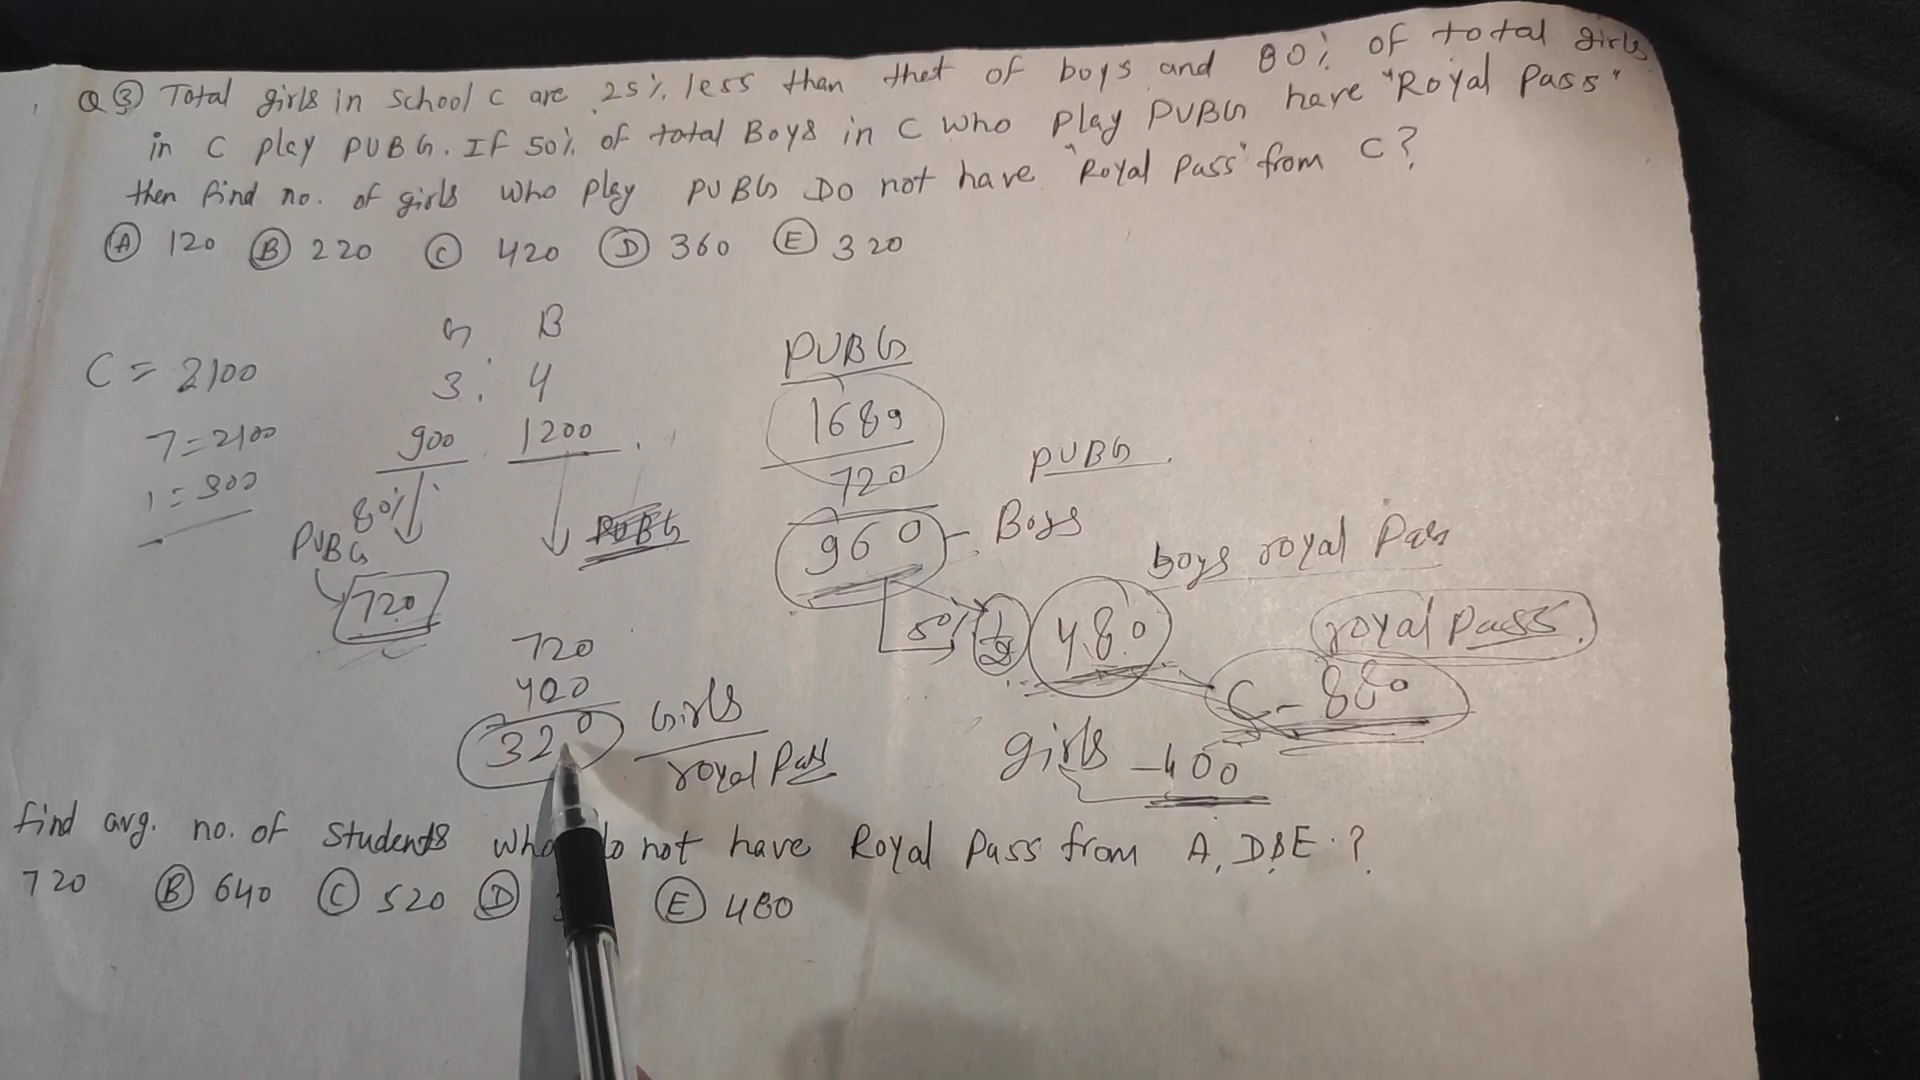 Q ③ Total girls in school C are 25% less than thet of boys and 80% of total girls
in C play PUBG. If 50% of total Boys in C who play PUBG have "Royal Pass"
then find no. of girls who play PUBG Do not have "Royal Pass" from C?
Ⓐ 120 Ⓑ 220 Ⓒ 420 Ⓓ 360 Ⓔ 320
G B
C = 2100
3 : 4
7 = 2100
900 1200
1 = 300
80%
PUBG
720
PUBG
PUBG
1680
720
960 - Boys
PUBG
50% 1/2 480
boys royal Pass
royal Pass.
C - 880
girls - 400
720
400
320 Girls
royal Pass
find avg. no. of Students who do not have Royal Pass from A, D & E ?
720 Ⓑ 640 Ⓒ 520 Ⓓ Ⓔ 480